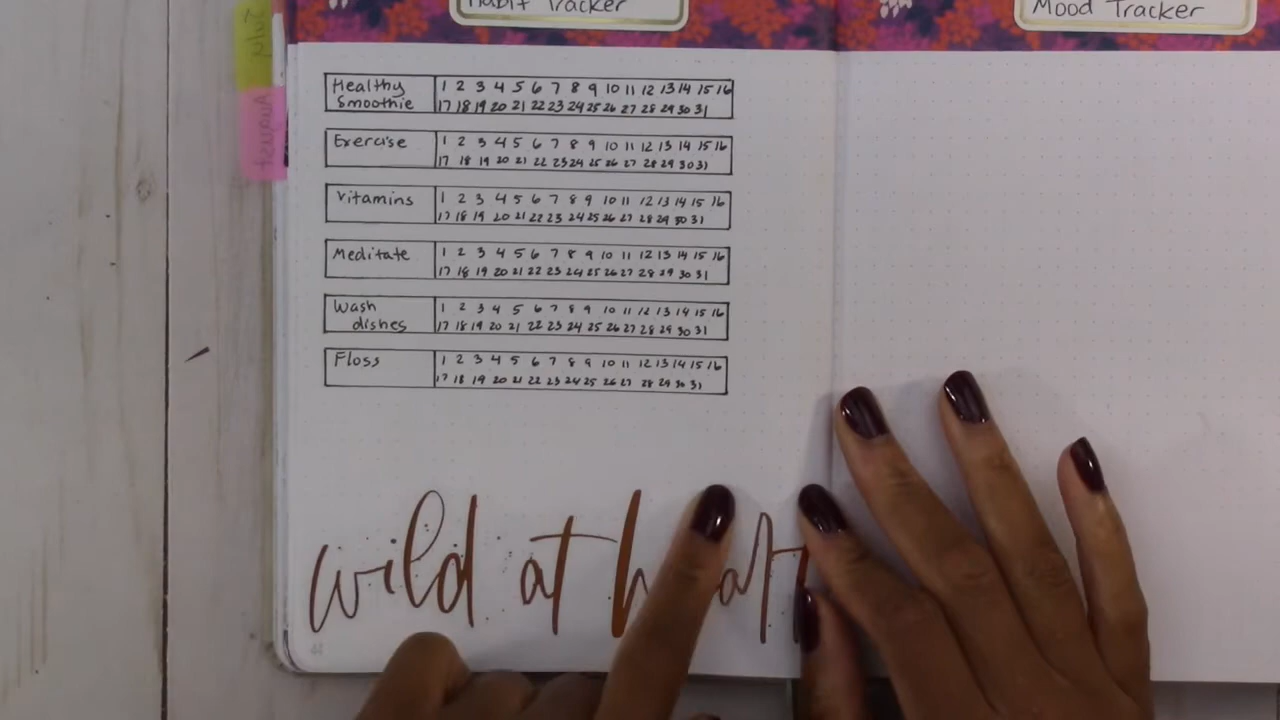 Habit Tracker
Mood Tracker
July
August
Healthy
Smoothie
1 2 3 4 5 6 7 8 9 10 11 12 13 14 15 16
17 18 19 20 21 22 23 24 25 26 27 28 29 30 31
Exercise
1 2 3 4 5 6 7 8 9 10 11 12 13 14 15 16
17 18 19 20 21 22 23 24 25 26 27 28 29 30 31
Vitamins
1 2 3 4 5 6 7 8 9 10 11 12 13 14 15 16
17 18 19 20 21 22 23 24 25 26 27 28 29 30 31
Meditate
1 2 3 4 5 6 7 8 9 10 11 12 13 14 15 16
17 18 19 20 21 22 23 24 25 26 27 28 29 30 31
Wash
dishes
1 2 3 4 5 6 7 8 9 10 11 12 13 14 15 16
17 18 19 20 21 22 23 24 25 26 27 28 29 30 31
Floss
1 2 3 4 5 6 7 8 9 10 11 12 13 14 15 16
17 18 19 20 21 22 23 24 25 26 27 28 29 30 31
wild at heart